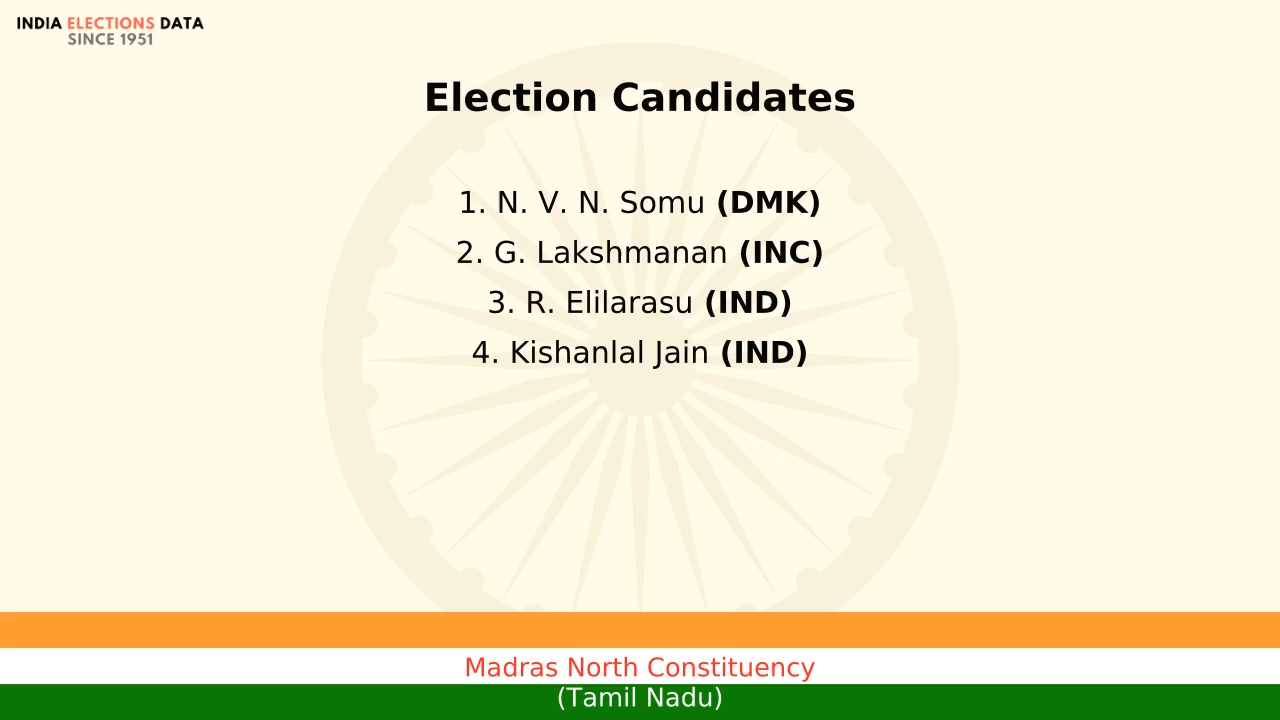 INDIA ELECTIONS DATA
SINCE 1951
Election Candidates
1. N. V. N. Somu (DMK)
2. G. Lakshmanan (INC)
3. R. Elilarasu (IND)
4. Kishanlal Jain (IND)
Madras North Constituency
(Tamil Nadu)